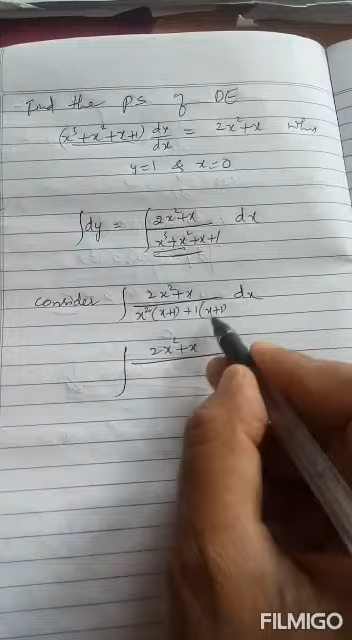 Find the PS of DE
(x³+x²+x+1) dy/dx = 2x²+x when
y=1 & x=0
∫dy = ∫ 2x²+x / x³+x²+x+1 dx
consider ∫ 2x²+x / x²(x+1)+1(x+1) dx
∫ 2x²+x
FILMIGO